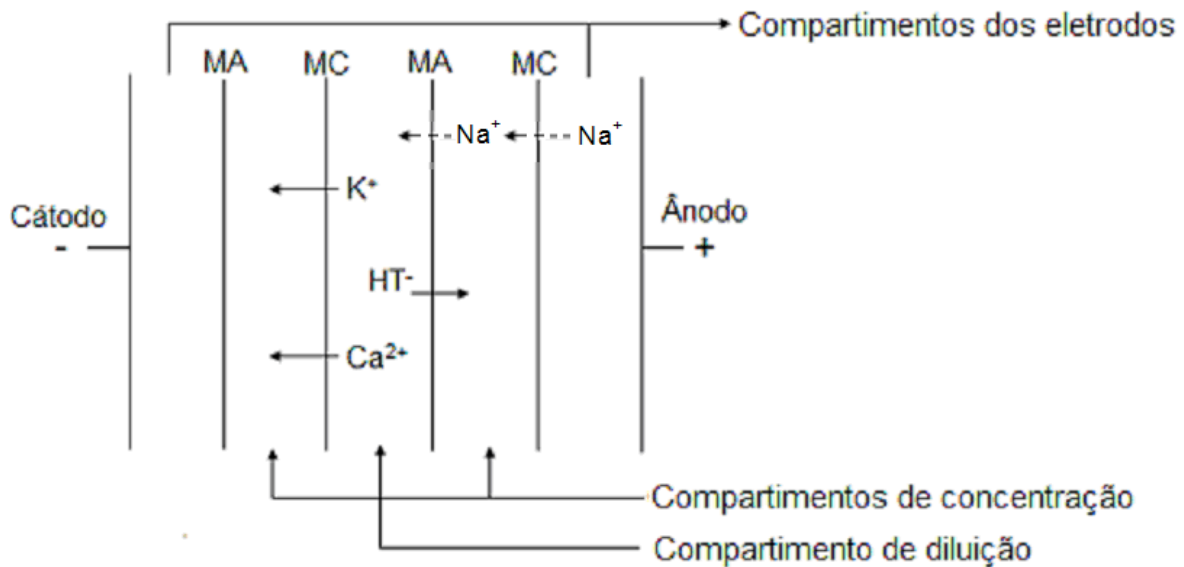 Compartimentos dos eletrodos
MA MC MA MC
Na⁺ Na⁺
K⁺
Cátodo
-
Ânodo
+
HT-
Ca²⁺
Compartimentos de concentração
Compartimento de diluição